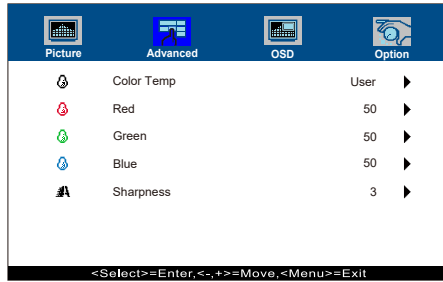 Picture Advanced OSD Option
Color Temp User
Red 50
Green 50
Blue 50
Sharpness 3
<Select>=Enter,<-,+>=Move,<Menu>=Exit